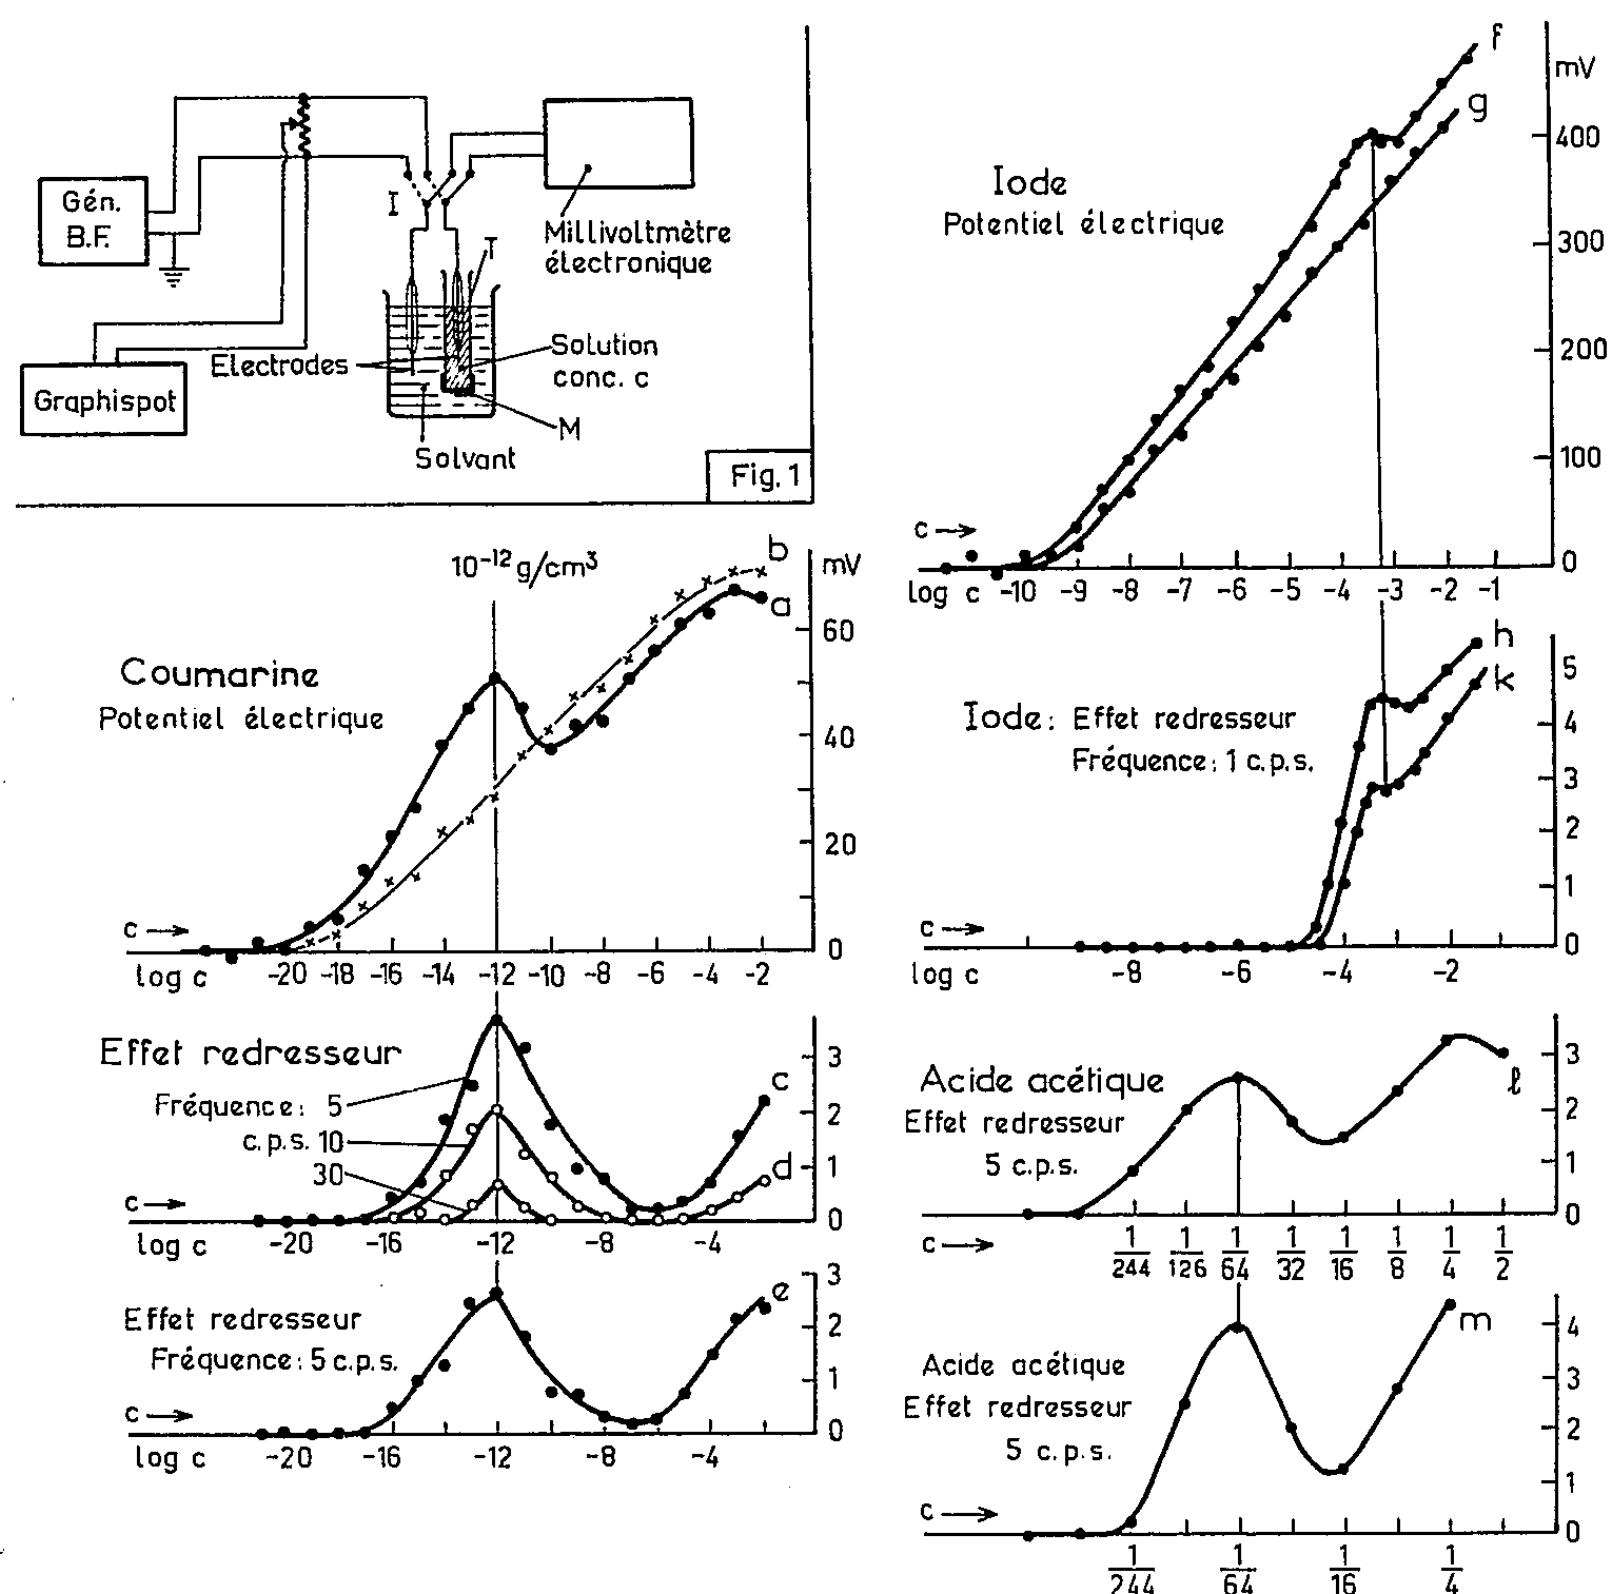 Gén.
B.F.
I
T
Millivoltmètre
électronique
Electrodes
Solution
conc. c
Graphispot
M
Solvant
Fig.1
10⁻¹² g/cm³
b
mV
a
60
Coumarine
Potentiel électrique
40
20
c →
0
log c -20 -18 -16 -14 -12 -10 -8 -6 -4 -2
Effet redresseur
3
c
Fréquence: 5
2
c.p.s. 10
30
d
1
c →
0
log c -20 -16 -12 -8 -4
3
e
Effet redresseur
2
Fréquence: 5 c.p.s.
1
c →
0
log c -20 -16 -12 -8 -4
f
mV
g
400
Iode
Potentiel électrique
300
200
100
c →
0
log c -10 -9 -8 -7 -6 -5 -4 -3 -2 -1
h
5
k
Iode: Effet redresseur
4
Fréquence: 1 c.p.s.
3
2
1
c →
0
log c -8 -6 -4 -2
3
Acide acétique
ℓ
Effet redresseur
2
5 c.p.s.
1
0
c → 1/244 1/126 1/64 1/32 1/16 1/8 1/4 1/2
m
4
Acide acétique
3
Effet redresseur
2
5 c.p.s.
1
c →
0
1/244 1/64 1/16 1/4